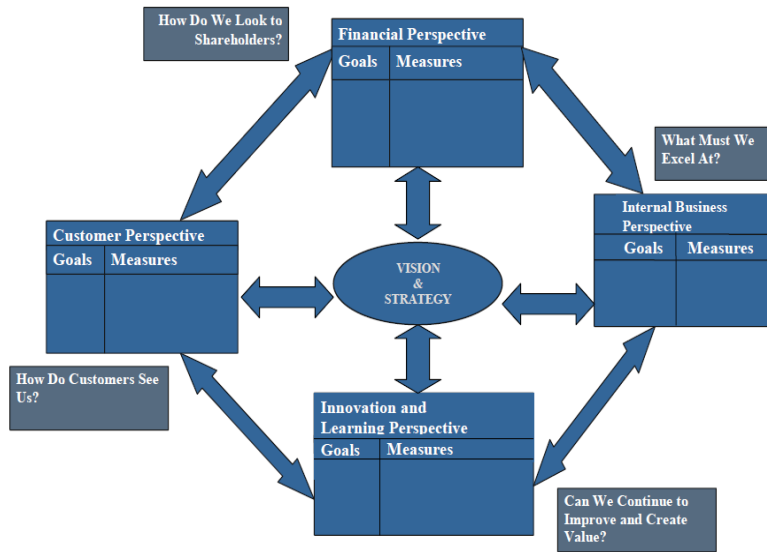 How Do We Look to
Shareholders?
Financial Perspective
Goals Measures
What Must We
Excel At?
Customer Perspective
Goals Measures
Internal Business
Perspective
Goals Measures
VISION
&
STRATEGY
How Do Customers See
Us?
Innovation and
Learning Perspective
Goals Measures
Can We Continue to
Improve and Create
Value?